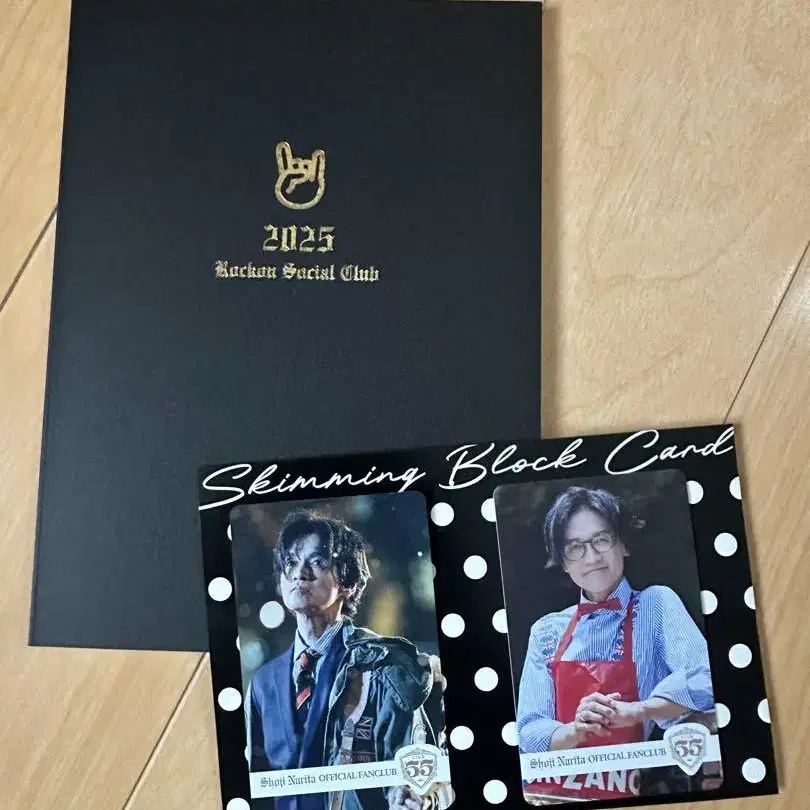 2025
Rockon Social Club
Skimming Block Card
Shoji Narita OFFICIAL FANCLUB
55
Shoji Narita OFFICIAL FANCLUB
55